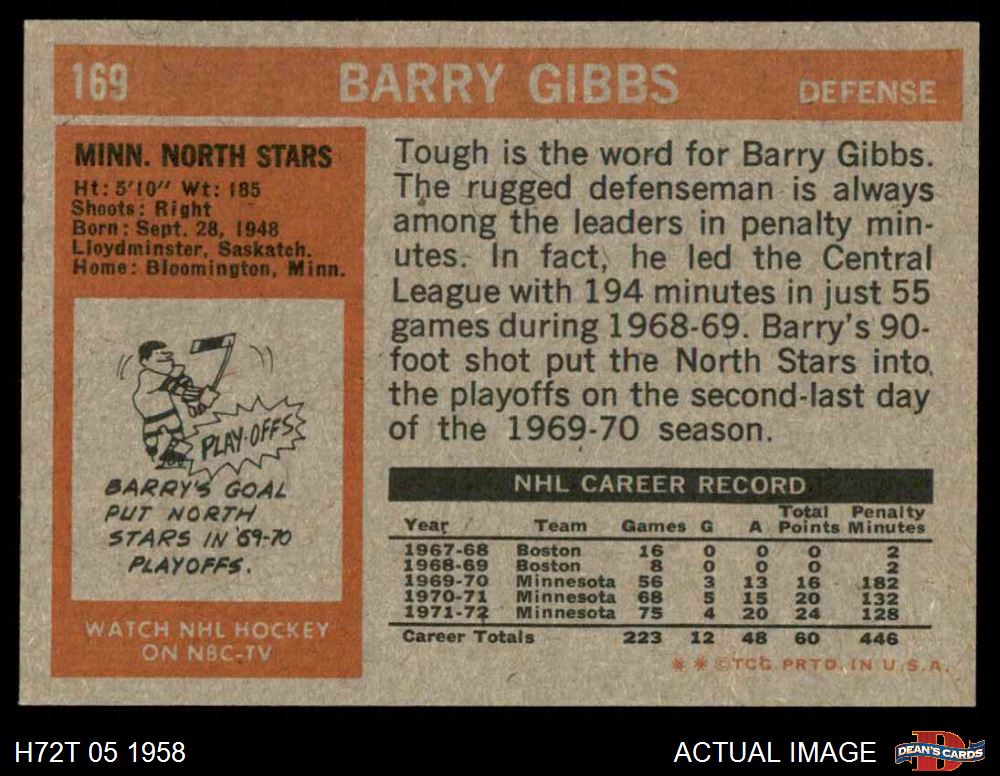 169 BARRY GIBBS DEFENSE
MINN. NORTH STARS
Ht: 5'10" Wt: 185
Shoots: Right
Born: Sept. 28, 1948
Lloydminster, Saskatch.
Home: Bloomington, Minn.
PLAY-OFFS
BARRY'S GOAL
PUT NORTH
STARS IN '69-70
PLAYOFFS.
WATCH NHL HOCKEY
ON NBC-TV
Tough is the word for Barry Gibbs.
The rugged defenseman is always
among the leaders in penalty min-
utes. In fact, he led the Central
League with 194 minutes in just 55
games during 1968-69. Barry's 90-
foot shot put the North Stars into
the playoffs on the second-last day
of the 1969-70 season.
NHL CAREER RECORD
Year Team Games G A Total Points Penalty Minutes
1967-68 Boston 16 0 0 0 2
1968-69 Boston 8 0 0 0 2
1969-70 Minnesota 56 3 13 16 182
1970-71 Minnesota 68 5 15 20 132
1971-72 Minnesota 75 4 20 24 128
Career Totals 223 12 48 60 446
* * ©TCG PRTD. IN U.S.A.
H72T 05 1958
ACTUAL IMAGE
DEAN'S CARDS